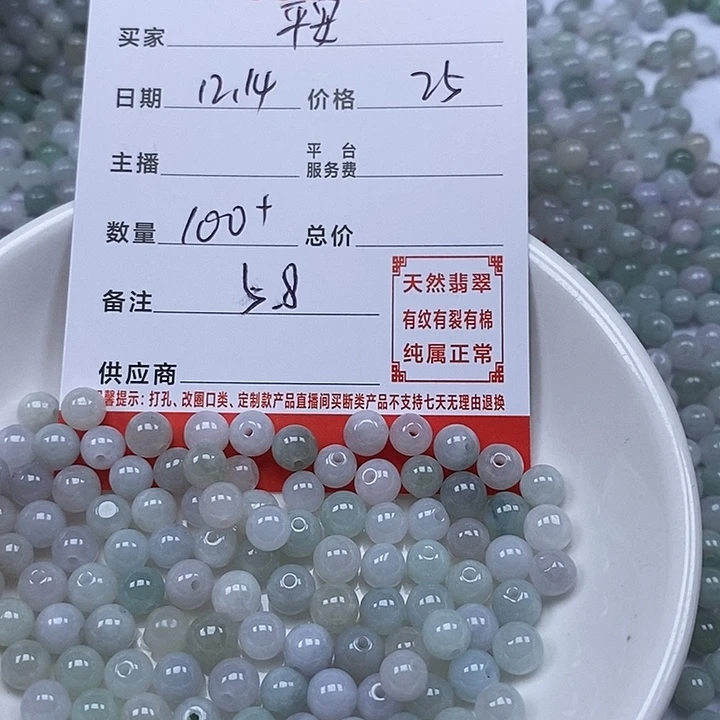 买家 平安
日期 12.14 价格 25
主播 平台服务费
数量 100+ 总价
备注 5.8
天然翡翠
有纹有裂有棉
纯属正常
供应商
馨提示：打孔、改圈口类、定制款产品直播间买断类产品不支持七天无理由退换